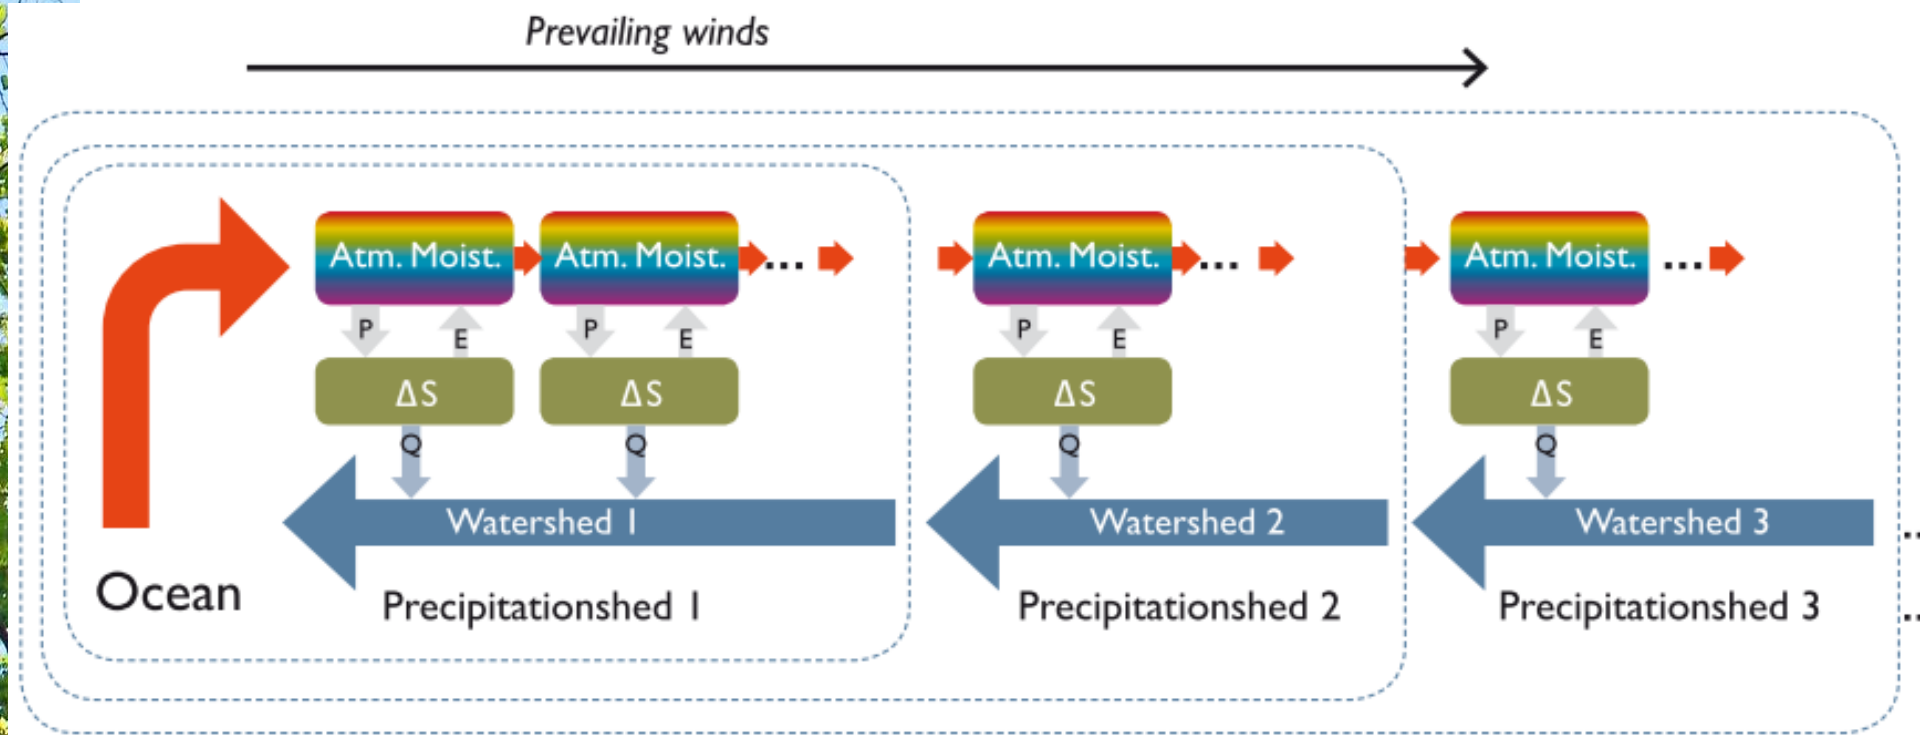 Prevailing winds
Atm. Moist. Atm. Moist. ... Atm. Moist. ... Atm. Moist. ...
P E P E P E P E
ΔS ΔS ΔS ΔS
Q Q Q Q
Watershed 1 Watershed 2 Watershed 3 ..
Ocean
Precipitationshed 1 Precipitationshed 2 Precipitationshed 3 ..